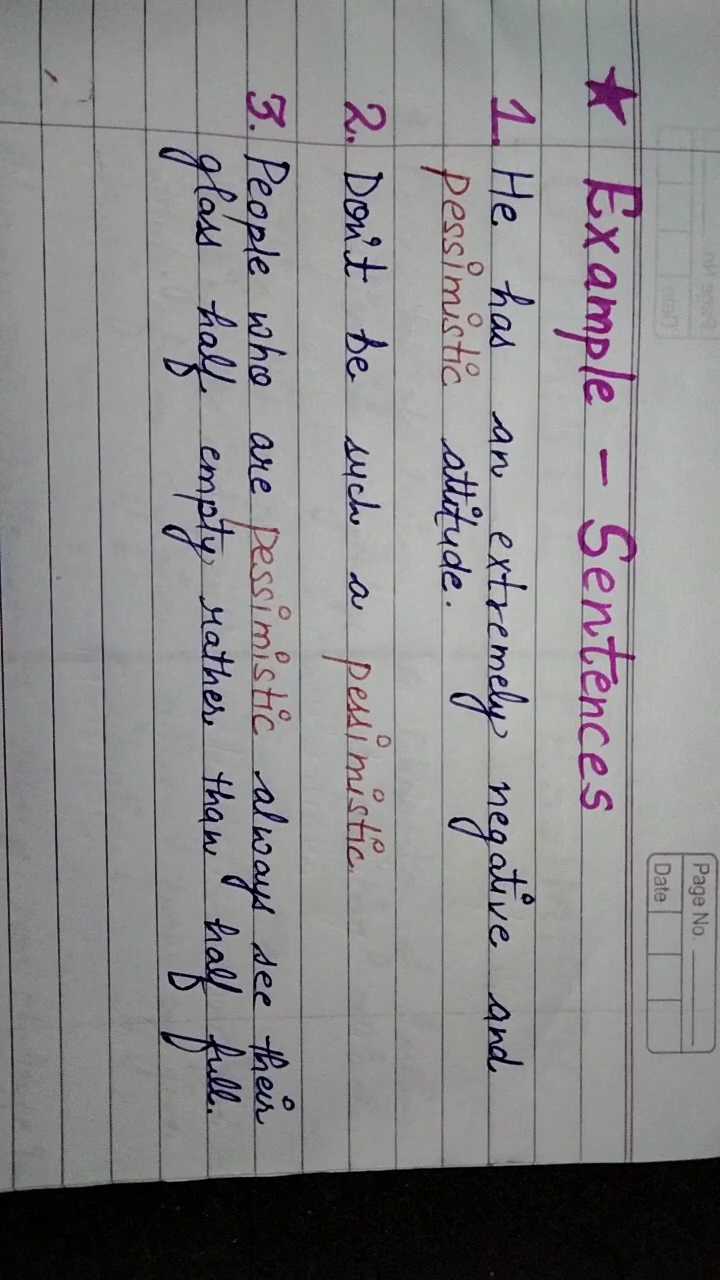 Page No.
Date
★ Example – Sentences
1. He has an extremely negative and
pessimistic attitude.
2. Don't be such a pessimistic.
3. People who are pessimistic always see their
glass half empty rather than half full.